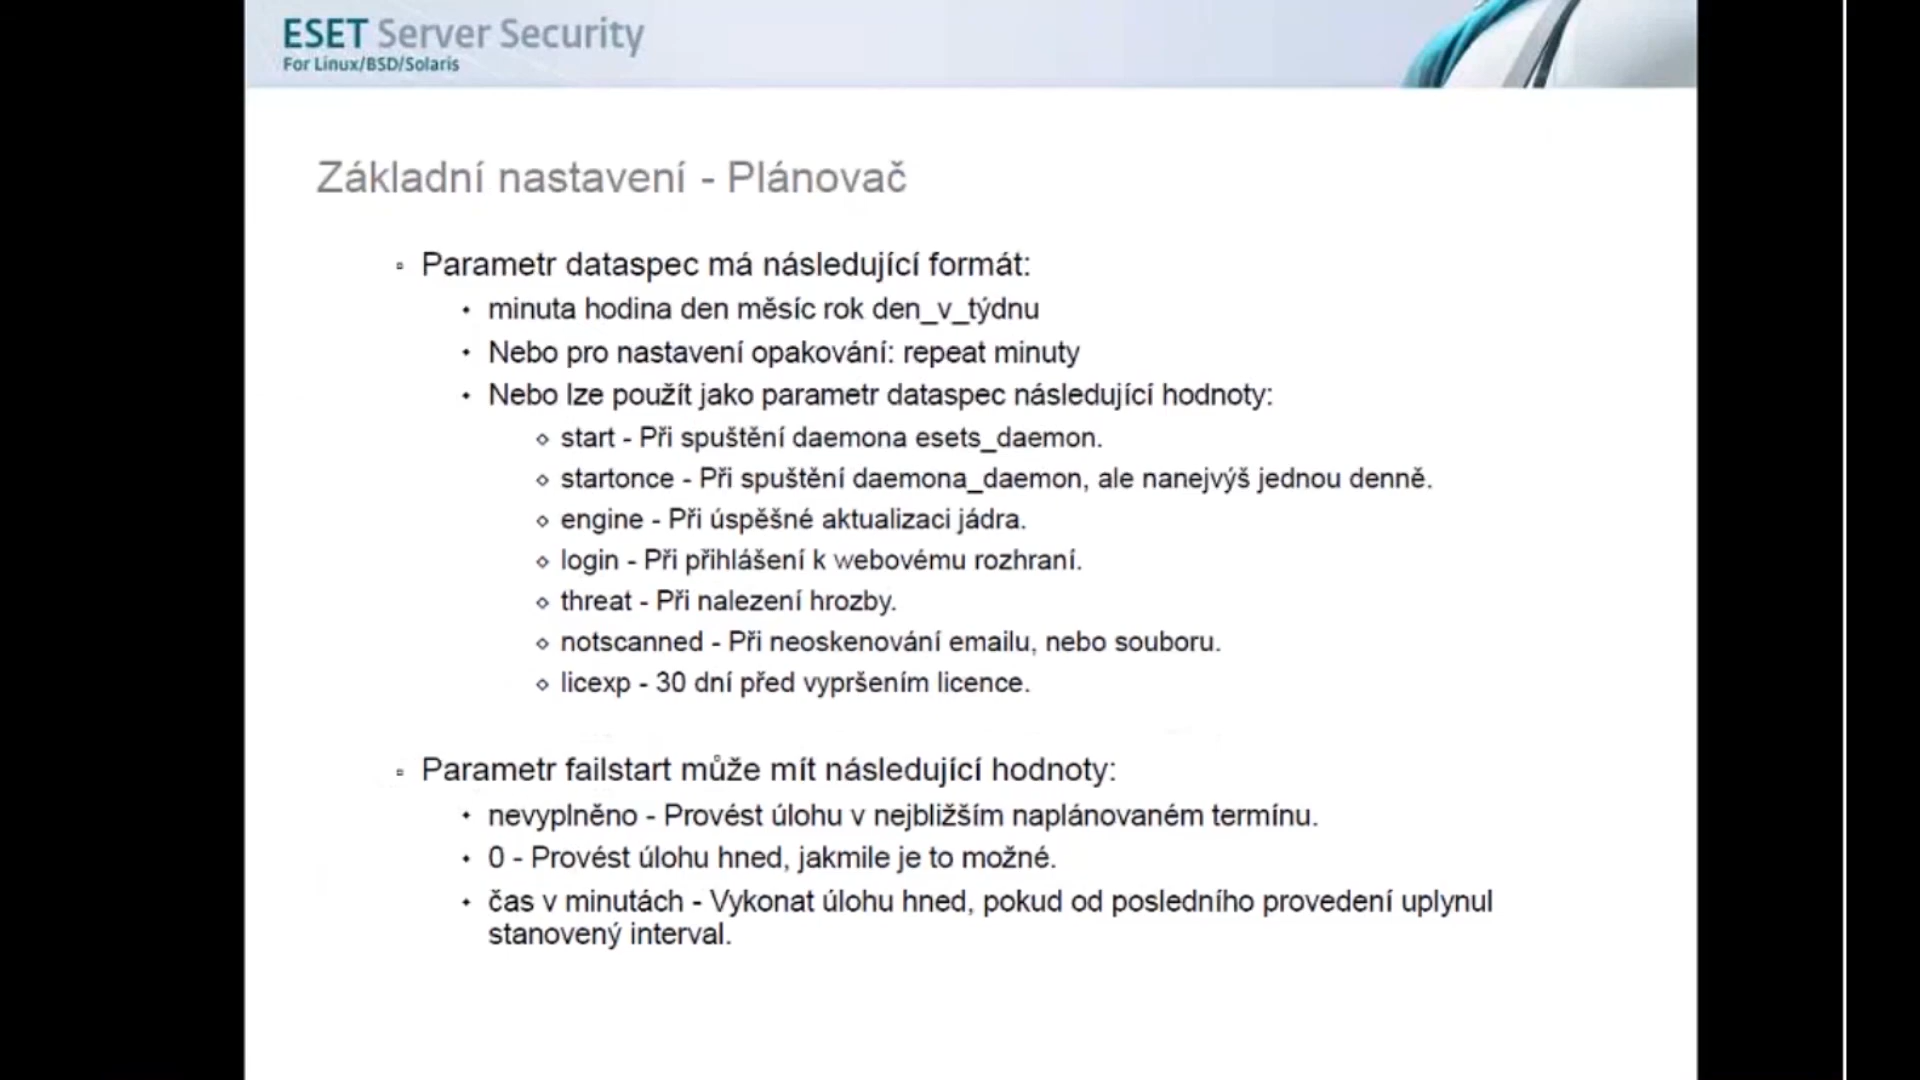 ESET Server Security
For Linux/BSD/Solaris
Základní nastavení - Plánovač
Parametr dataspec má následující formát:
minuta hodina den měsíc rok den_v_týdnu
Nebo pro nastavení opakování: repeat minuty
Nebo lze použít jako parametr dataspec následující hodnoty:
start - Při spuštění daemona esets_daemon.
startonce - Při spuštění daemona_daemon, ale nanejvýš jednou denně.
engine - Při úspěšné aktualizaci jádra.
login - Při přihlášení k webovému rozhraní.
threat - Při nalezení hrozby.
notscanned - Při neoskenování emailu, nebo souboru.
licexp - 30 dní před vypršením licence.
Parametr failstart může mít následující hodnoty:
nevyplněno - Provést úlohu v nejbližším naplánovaném termínu.
0 - Provést úlohu hned, jakmile je to možné.
čas v minutách - Vykonat úlohu hned, pokud od posledního provedení uplynul
stanovený interval.